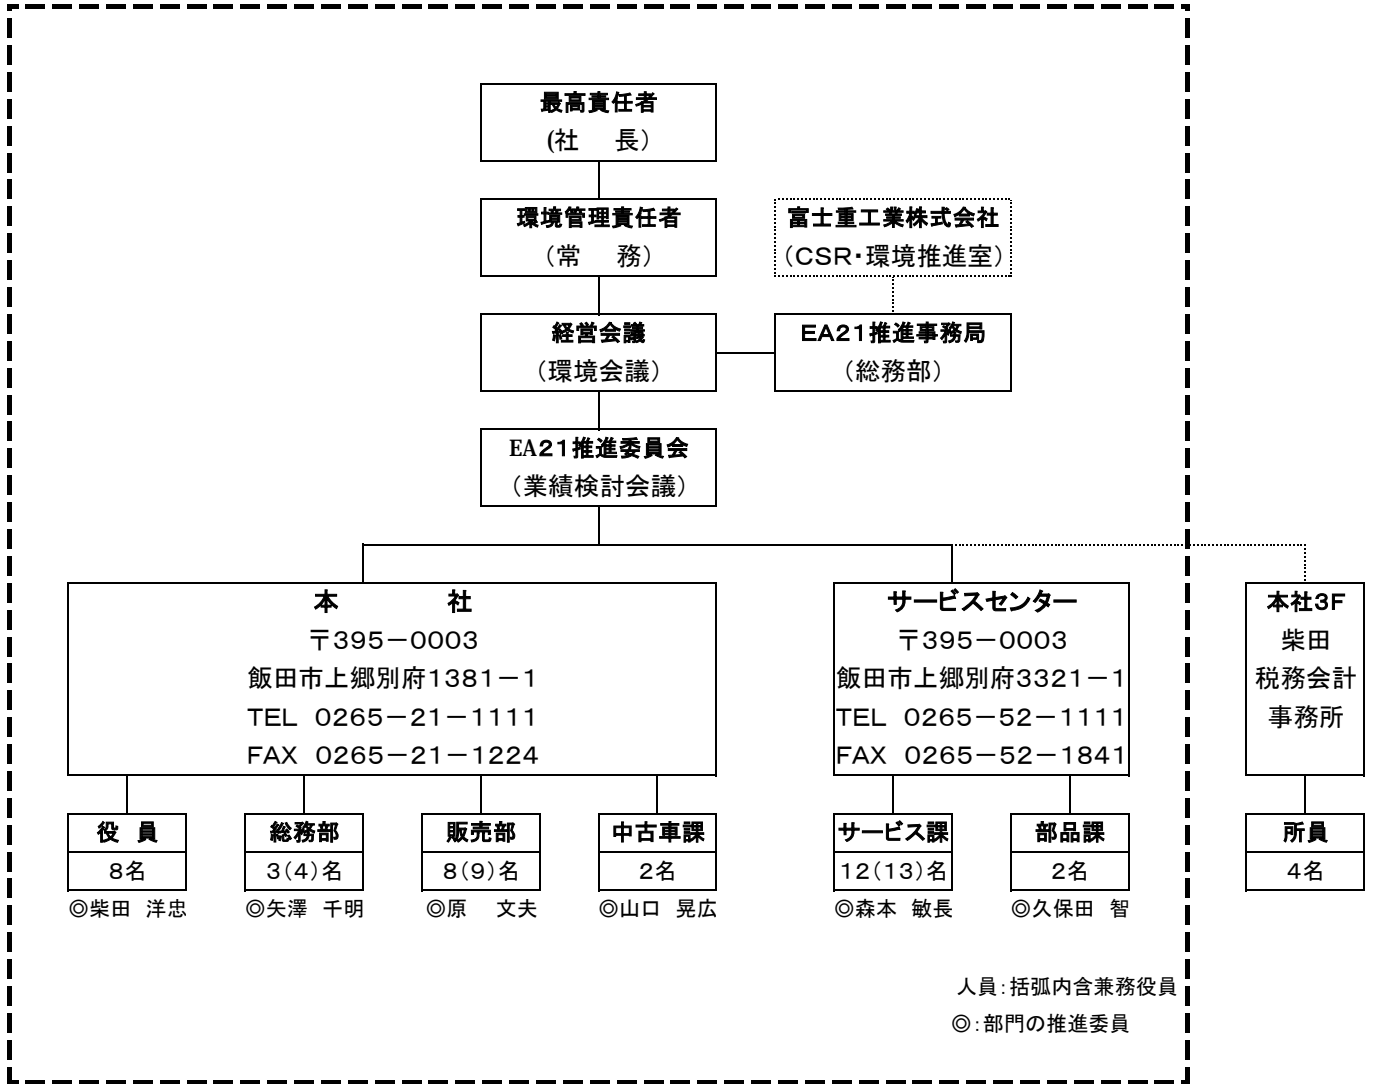 最高責任者
(社　長）
環境管理責任者
（常　務）
富士重工業株式会社
（CSR・環境推進室）
経営会議
（環境会議）
EA21推進事務局
（総務部）
EA21推進委員会
（業績検討会議）
本　　　社
〒395－0003
飯田市上郷別府1381－1
TEL 0265－21－1111
FAX 0265－21－1224
サービスセンター
〒395－0003
飯田市上郷別府3321－1
TEL 0265－52－1111
FAX 0265－52－1841
本社3F
柴田
税務会計
事務所
役　員
8名
◎柴田　洋忠
総務部
3（4）名
◎矢澤　千明
販売部
8（9）名
◎原　文夫
中古車課
2名
◎山口　晃広
サービス課
12（13）名
◎森本　敏長
部品課
2名
◎久保田　智
所員
4名
人員：括弧内含兼務役員
◎：部門の推進委員